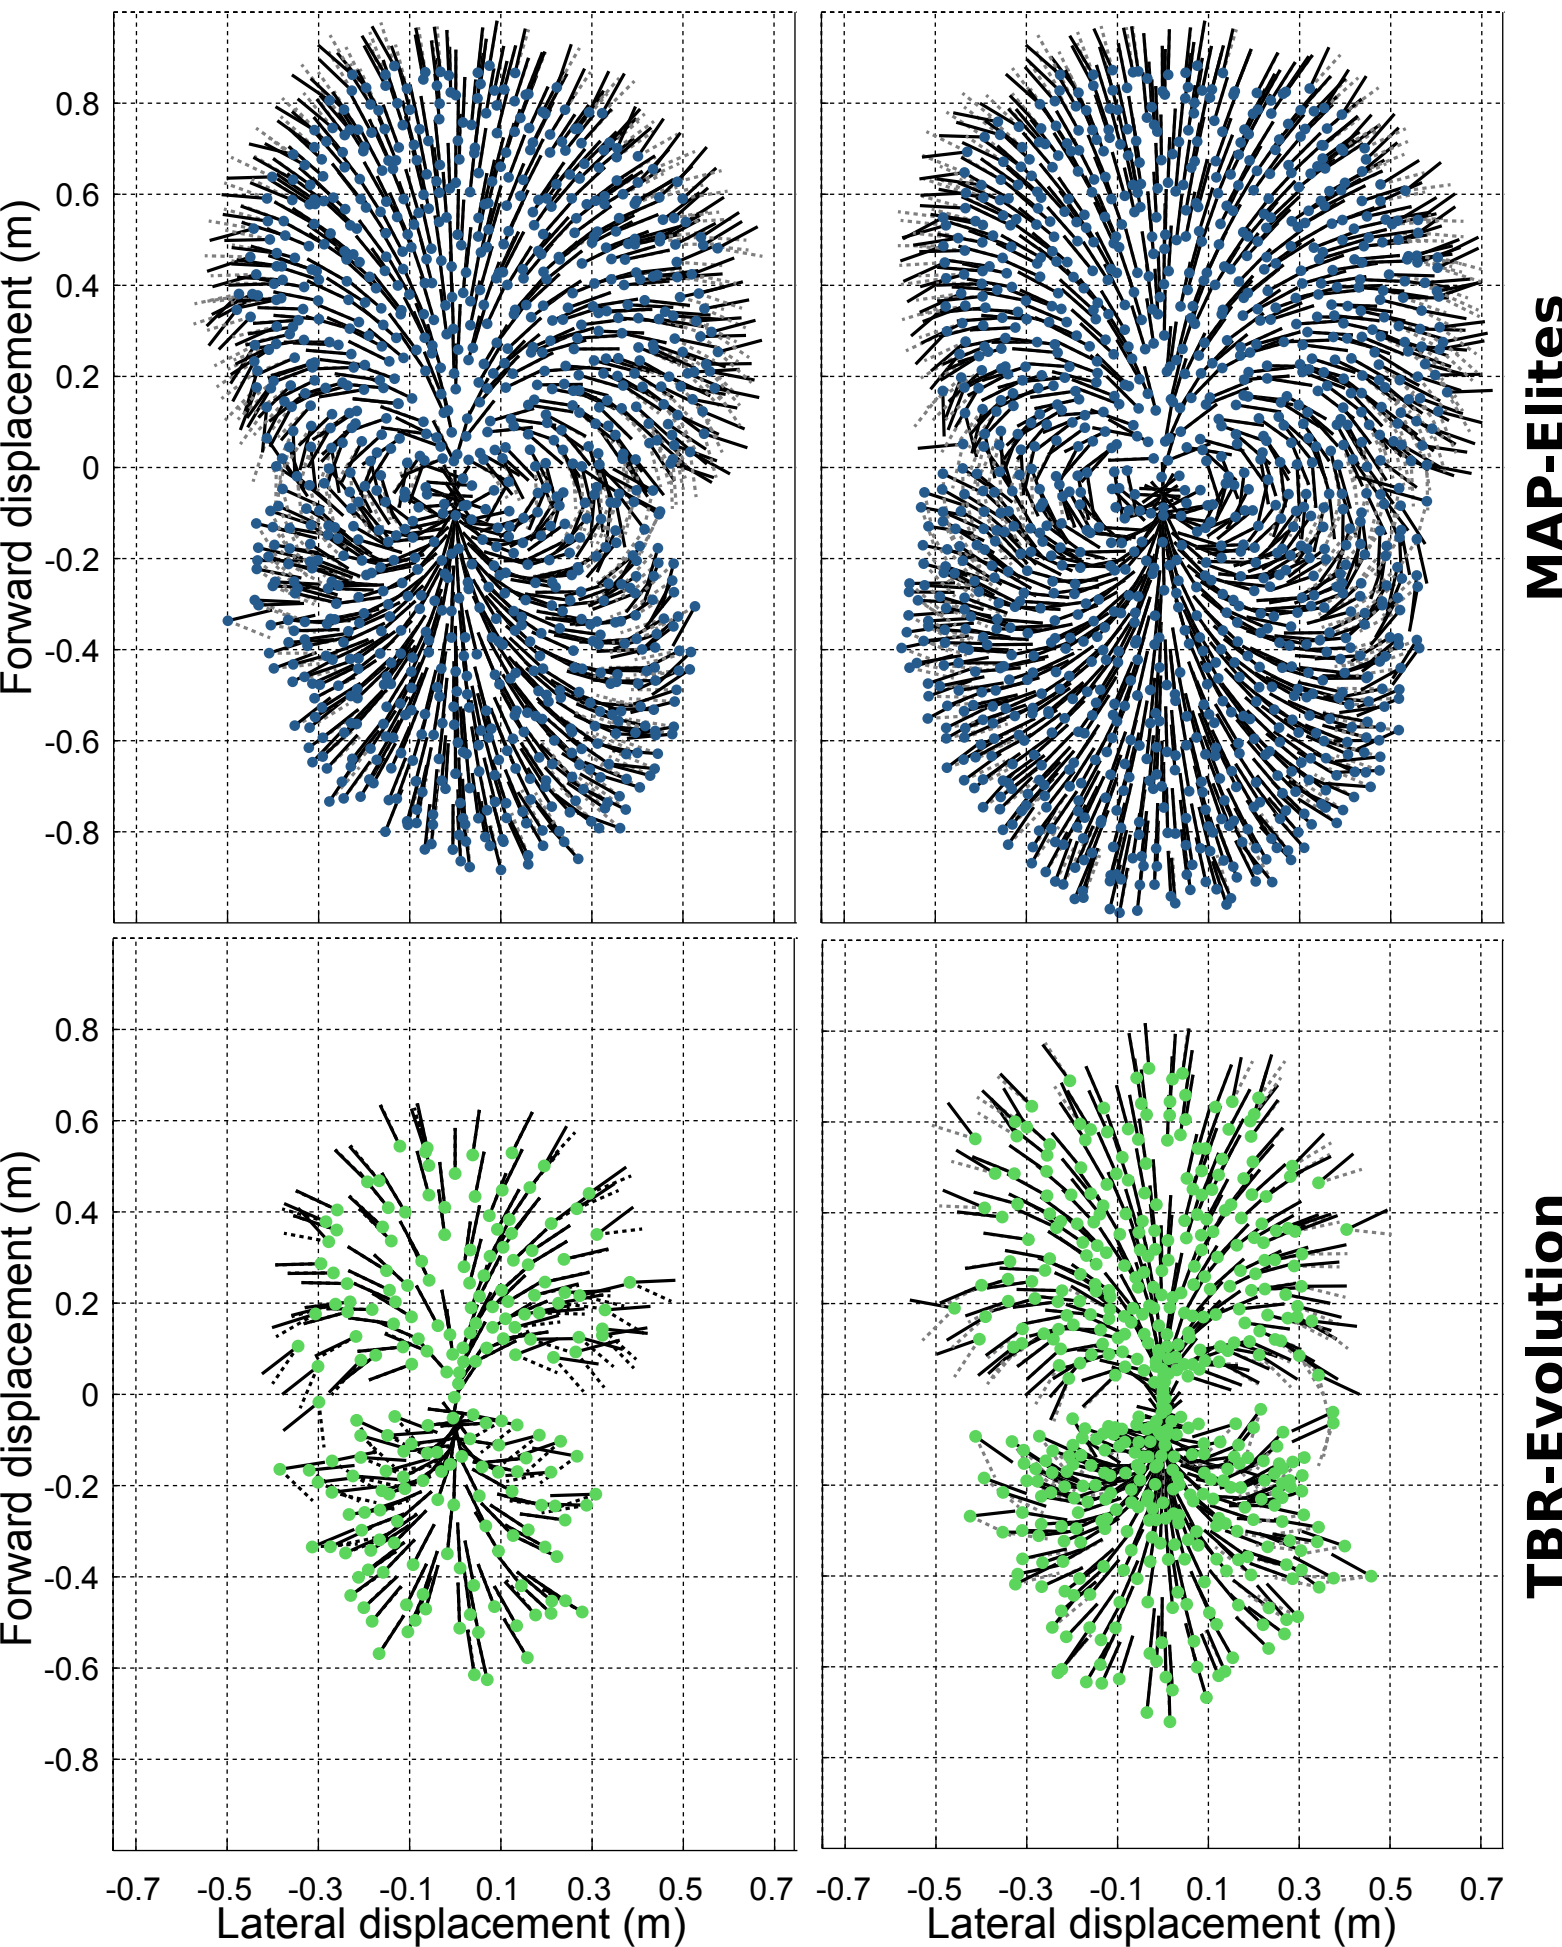 0.8
0.6
0.4
0.2
0
-0.2
-0.4
-0.6
-0.8
Forward displacement (m)
MAP-Elites
0.8
0.6
0.4
0.2
0
-0.2
-0.4
-0.6
-0.8
Forward displacement (m)
TBR-Evolution
-0.7 -0.5 -0.3 -0.1 0.1 0.3 0.5 0.7
Lateral displacement (m)
-0.7 -0.5 -0.3 -0.1 0.1 0.3 0.5 0.7
Lateral displacement (m)